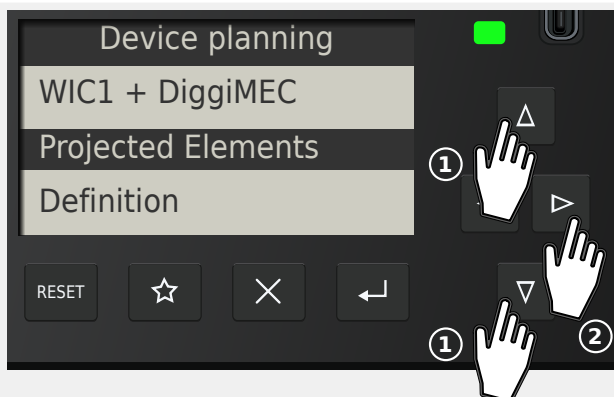 Device planning
WIC1 + DiggiMEC
Projected Elements
Definition
RESET
1
1
2